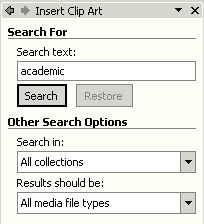 Insert Clip Art
Search For
Search text:
academic
Search Restore
Other Search Options
Search in:
All collections
Results should be:
All media file types